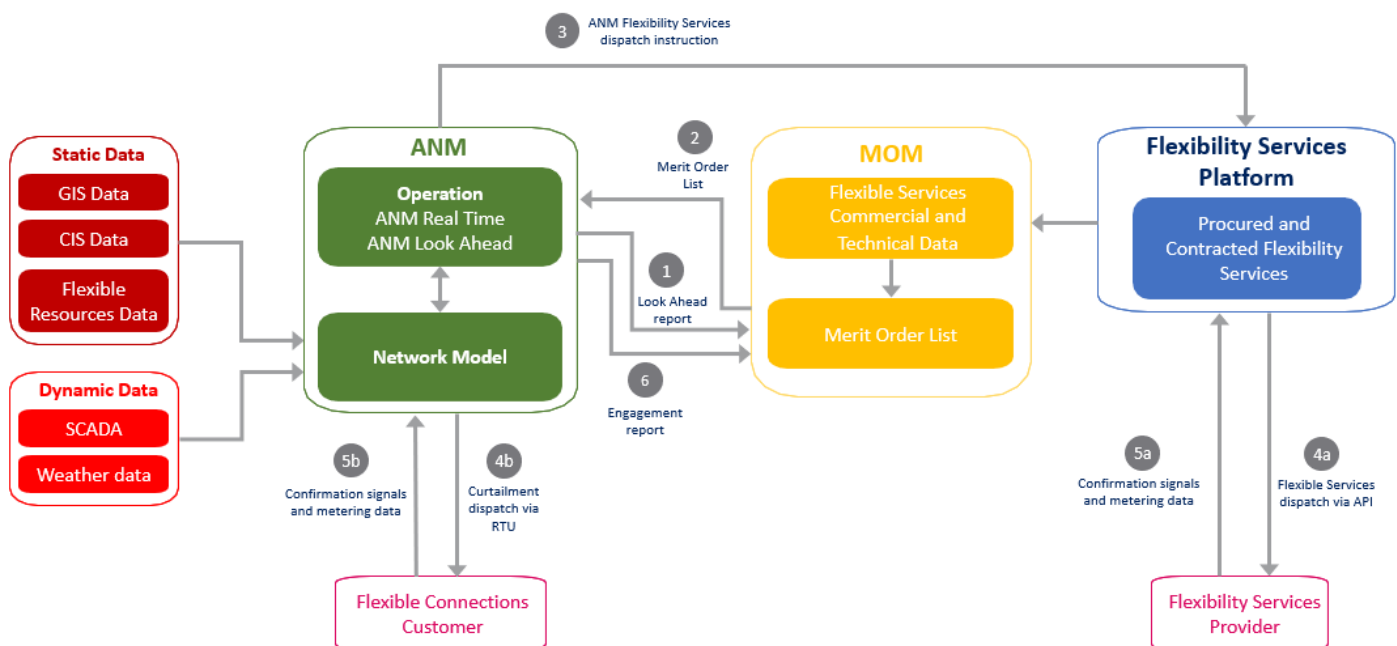 3
ANM Flexibility Services
dispatch instruction
Static Data
GIS Data
CIS Data
Flexible
Resources Data
Dynamic Data
SCADA
Weather data
ANM
Operation
ANM Real Time
ANM Look Ahead
Network Model
2
Merit Order
List
1
Look Ahead
report
6
Engagement
report
MOM
Flexible Services
Commercial and
Technical Data
Merit Order List
Flexibility Services
Platform
Procured and
Contracted Flexibility
Services
5b
Confirmation signals
and metering data
4b
Curtailment
dispatch via
RTU
5a
Confirmation signals
and metering data
4a
Flexible Services
dispatch via API
Flexible Connections
Customer
Flexibility Services
Provider